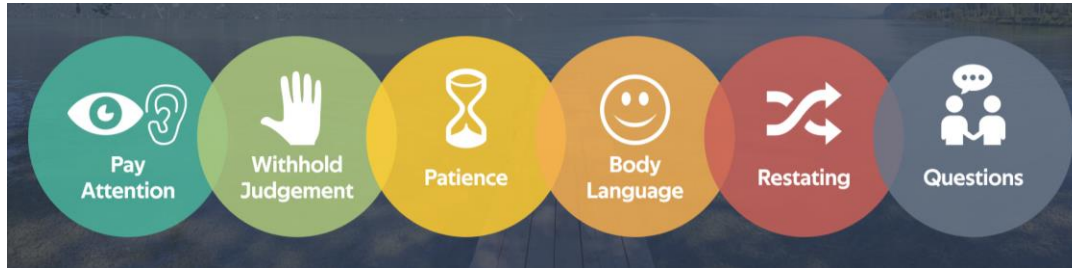 Pay
Attention
Withhold
Judgement
Patience
Body
Language
Restating
Questions